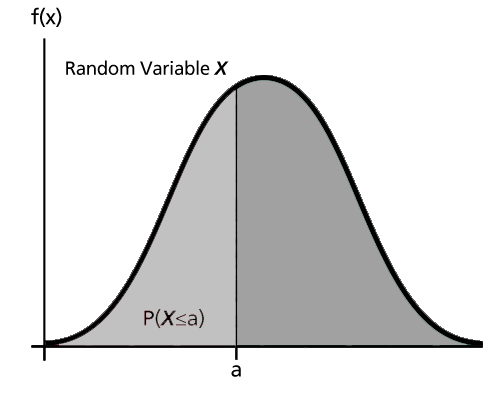 f(x)
Random Variable X
P(X≤a)
a